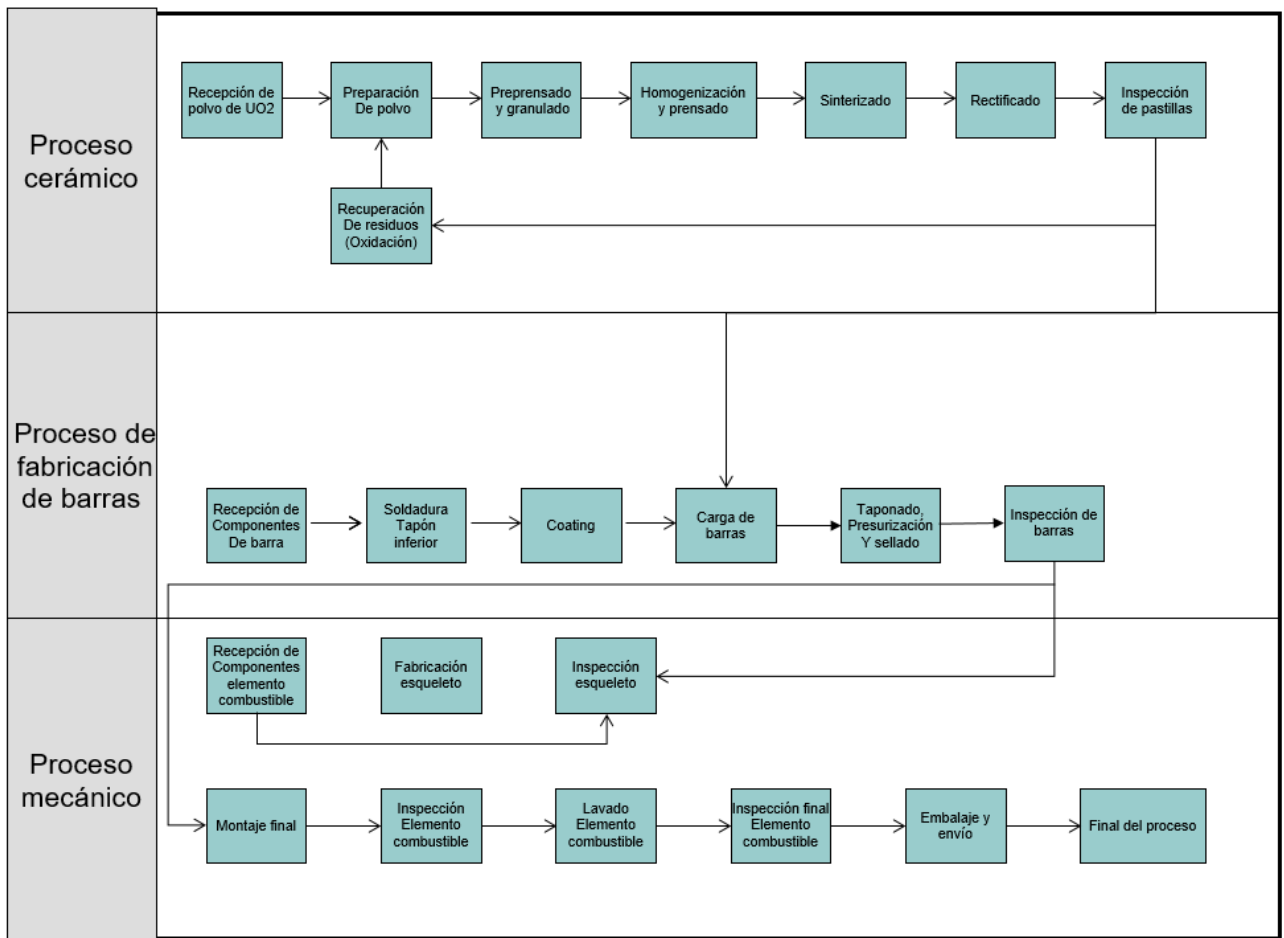 Proceso
cerámico
Recepción de
polvo de UO2
Preparación
De polvo
Preprensado
y granulado
Homogenización
y prensado
Sinterizado
Rectificado
Inspección
de pastillas
Recuperación
De residuos
(Oxidación)
Proceso de
fabricación
de barras
Recepción de
Componentes
De barra
Soldadura
Tapón
inferior
Coating
Carga de
barras
Taponado,
Presurización
Y sellado
Inspección de
barras
Proceso
mecánico
Recepción de
Componentes
elemento
combustible
Fabricación
esqueleto
Inspección
esqueleto
Montaje final
Inspección
Elemento
combustible
Lavado
Elemento
combustible
Inspección final
Elemento
combustible
Embalaje y
envío
Final del proceso